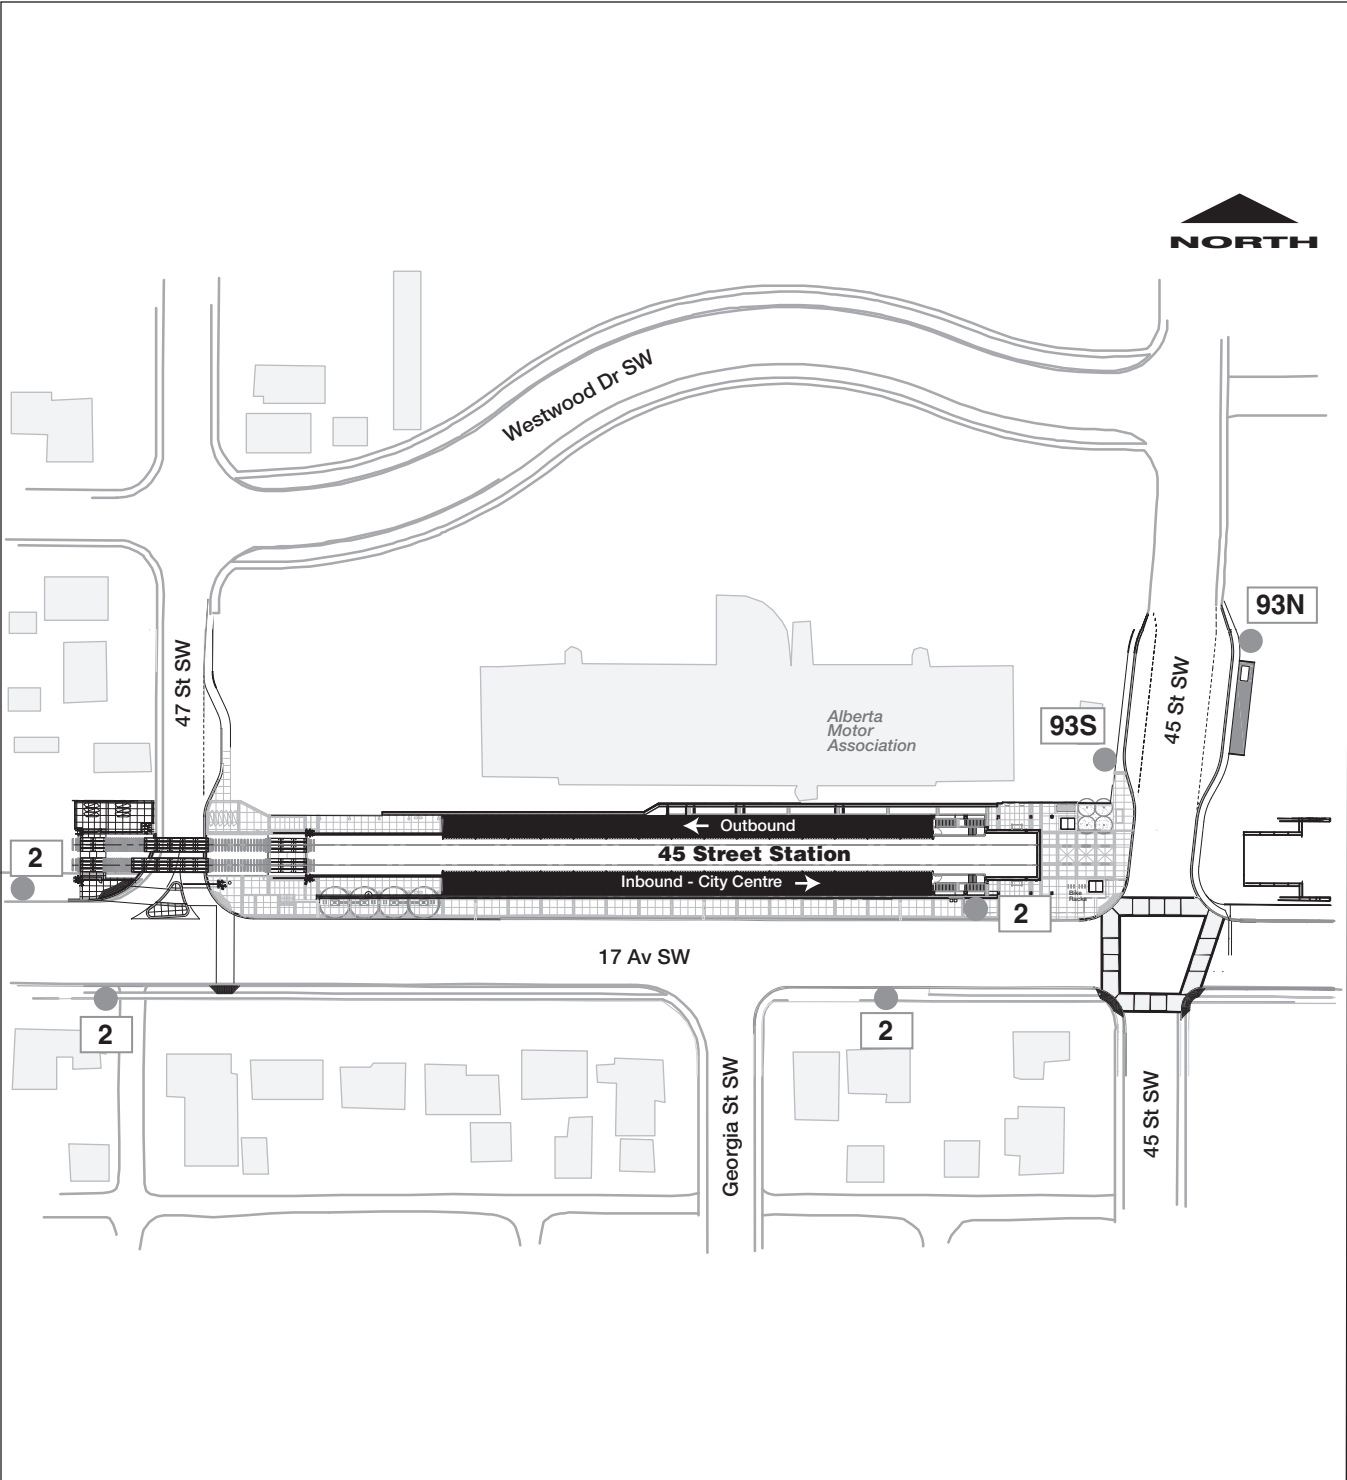 NORTH
Westwood Dr SW
93N
47 St SW
45 St SW
93S
Alberta
Motor
Association
Outbound
45 Street Station
2
Inbound - City Centre
Bike
Racks
2
17 Av SW
2
2
Georgia St SW
45 St SW